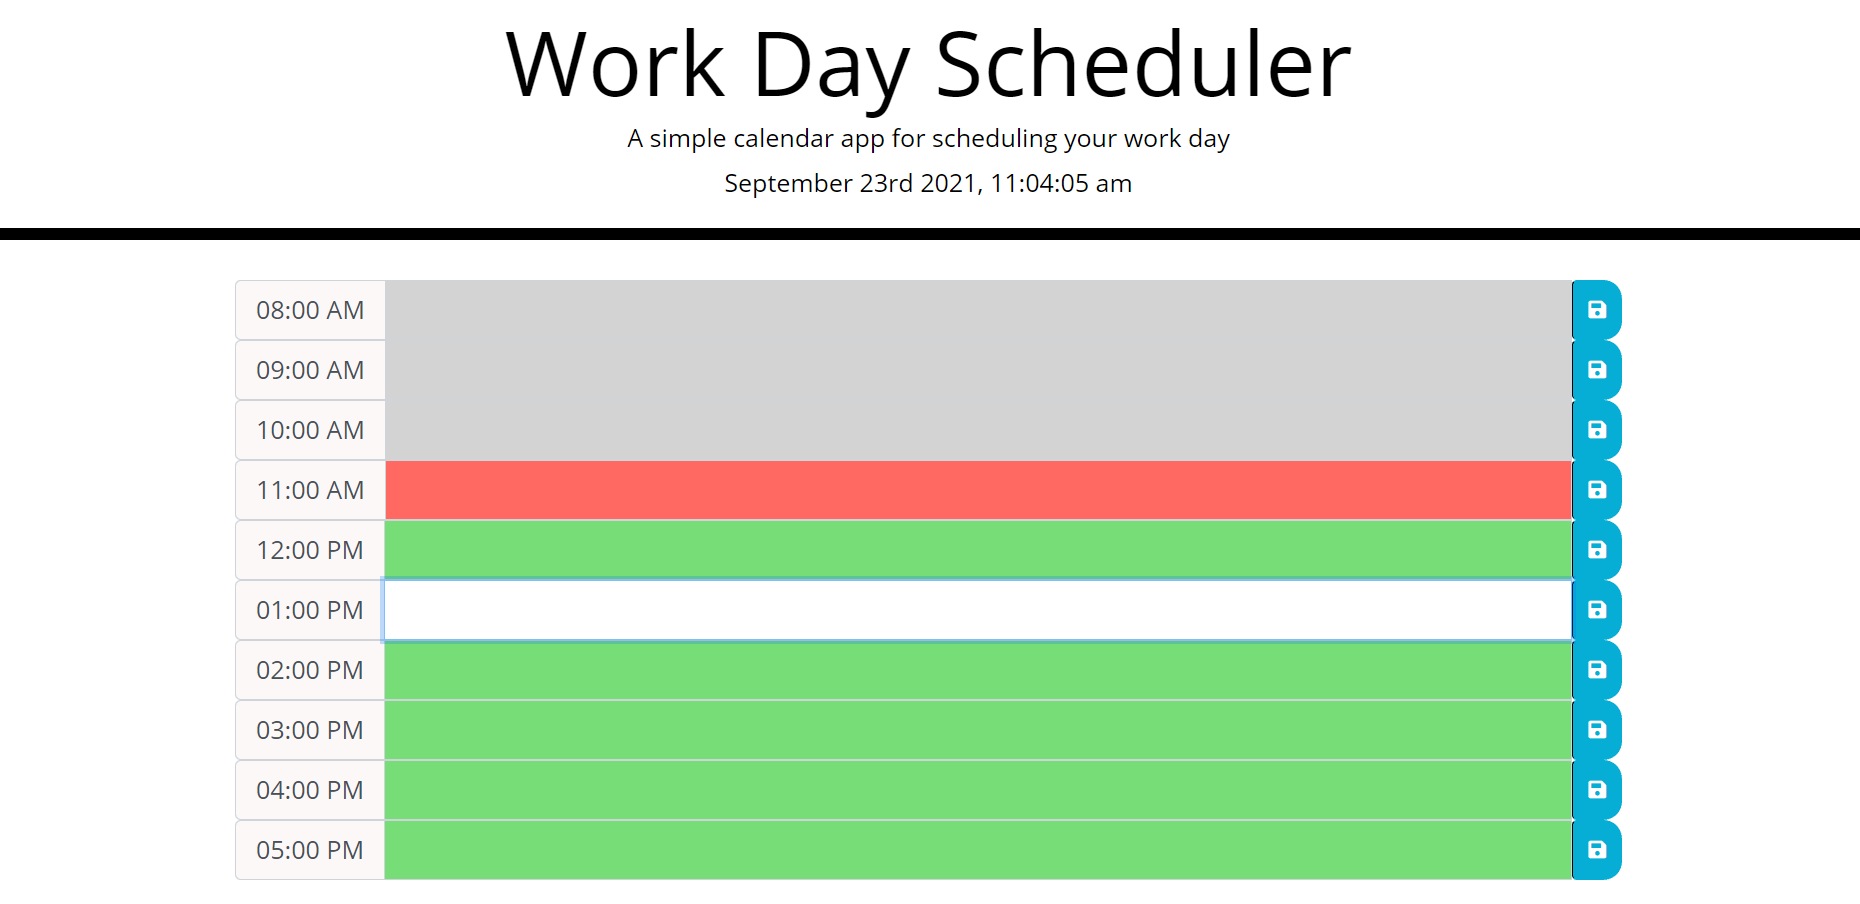 Work Day Scheduler
A simple calendar app for scheduling your work day
September 23rd 2021, 11:04:05 am
08:00 AM
09:00 AM
10:00 AM
11:00 AM
12:00 PM
01:00 PM
02:00 PM
03:00 PM
04:00 PM
05:00 PM